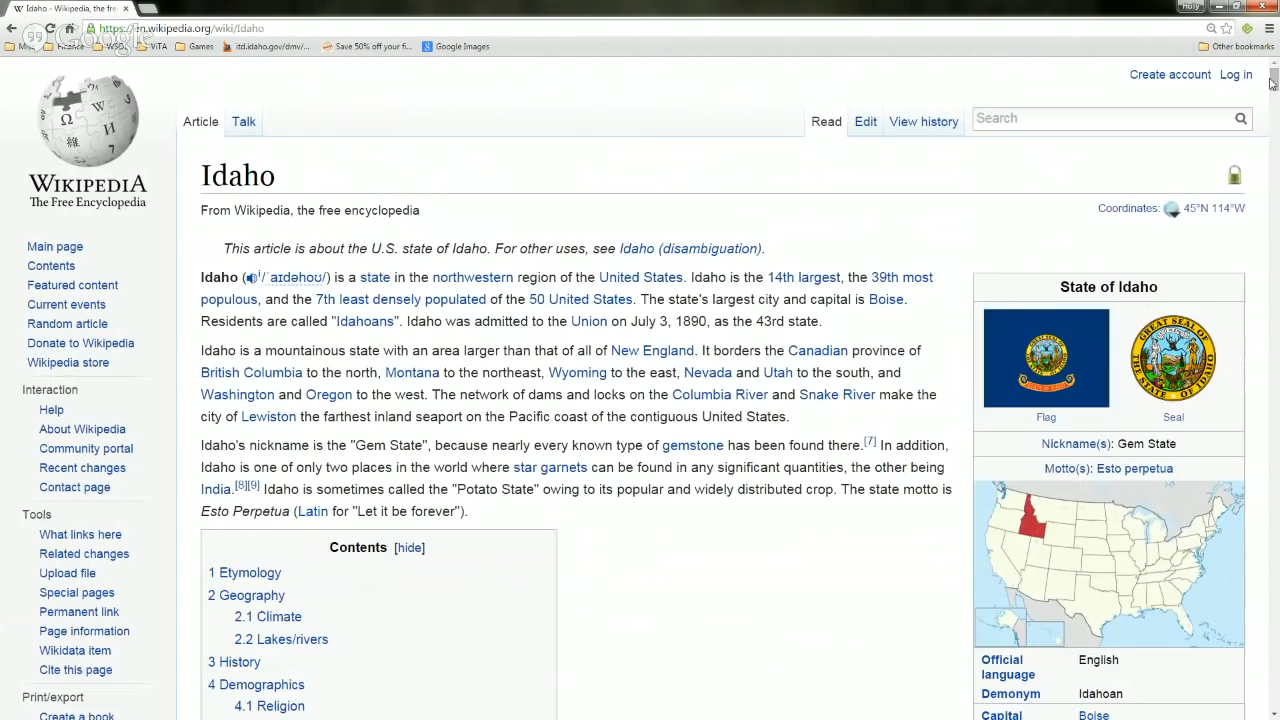 Idaho - Wikipedia, the fre
Holy
https://en.wikipedia.org/wiki/Idaho
Google
Games
itd.idaho.gov/dmv/...
Save 50% off your fi...
Google Images
Other bookmarks
Create account Log in
Article Talk
Read Edit View history
Search
WIKIPEDIA
The Free Encyclopedia
Main page
Contents
Featured content
Current events
Random article
Donate to Wikipedia
Wikipedia store
Interaction
Help
About Wikipedia
Community portal
Recent changes
Contact page
Tools
What links here
Related changes
Upload file
Special pages
Permanent link
Page information
Wikidata item
Cite this page
Print/export
Create a book
Idaho
From Wikipedia, the free encyclopedia
Coordinates: 45°N 114°W
This article is about the U.S. state of Idaho. For other uses, see Idaho (disambiguation).
Idaho (/ˈaɪdəhoʊ/) is a state in the northwestern region of the United States. Idaho is the 14th largest, the 39th most
populous, and the 7th least densely populated of the 50 United States. The state's largest city and capital is Boise.
Residents are called "Idahoans". Idaho was admitted to the Union on July 3, 1890, as the 43rd state.
Idaho is a mountainous state with an area larger than that of all of New England. It borders the Canadian province of
British Columbia to the north, Montana to the northeast, Wyoming to the east, Nevada and Utah to the south, and
Washington and Oregon to the west. The network of dams and locks on the Columbia River and Snake River make the
city of Lewiston the farthest inland seaport on the Pacific coast of the contiguous United States.
Idaho's nickname is the "Gem State", because nearly every known type of gemstone has been found there.[7] In addition,
Idaho is one of only two places in the world where star garnets can be found in any significant quantities, the other being
India.[8][9] Idaho is sometimes called the "Potato State" owing to its popular and widely distributed crop. The state motto is
Esto Perpetua (Latin for "Let it be forever").
Contents [hide]
1 Etymology
2 Geography
2.1 Climate
2.2 Lakes/rivers
3 History
4 Demographics
4.1 Religion
State of Idaho
GREAT SEAL OF THE STATE OF IDAHO
Flag Seal
Nickname(s): Gem State
Motto(s): Esto perpetua
Official English
language
Demonym Idahoan
Capital Boise